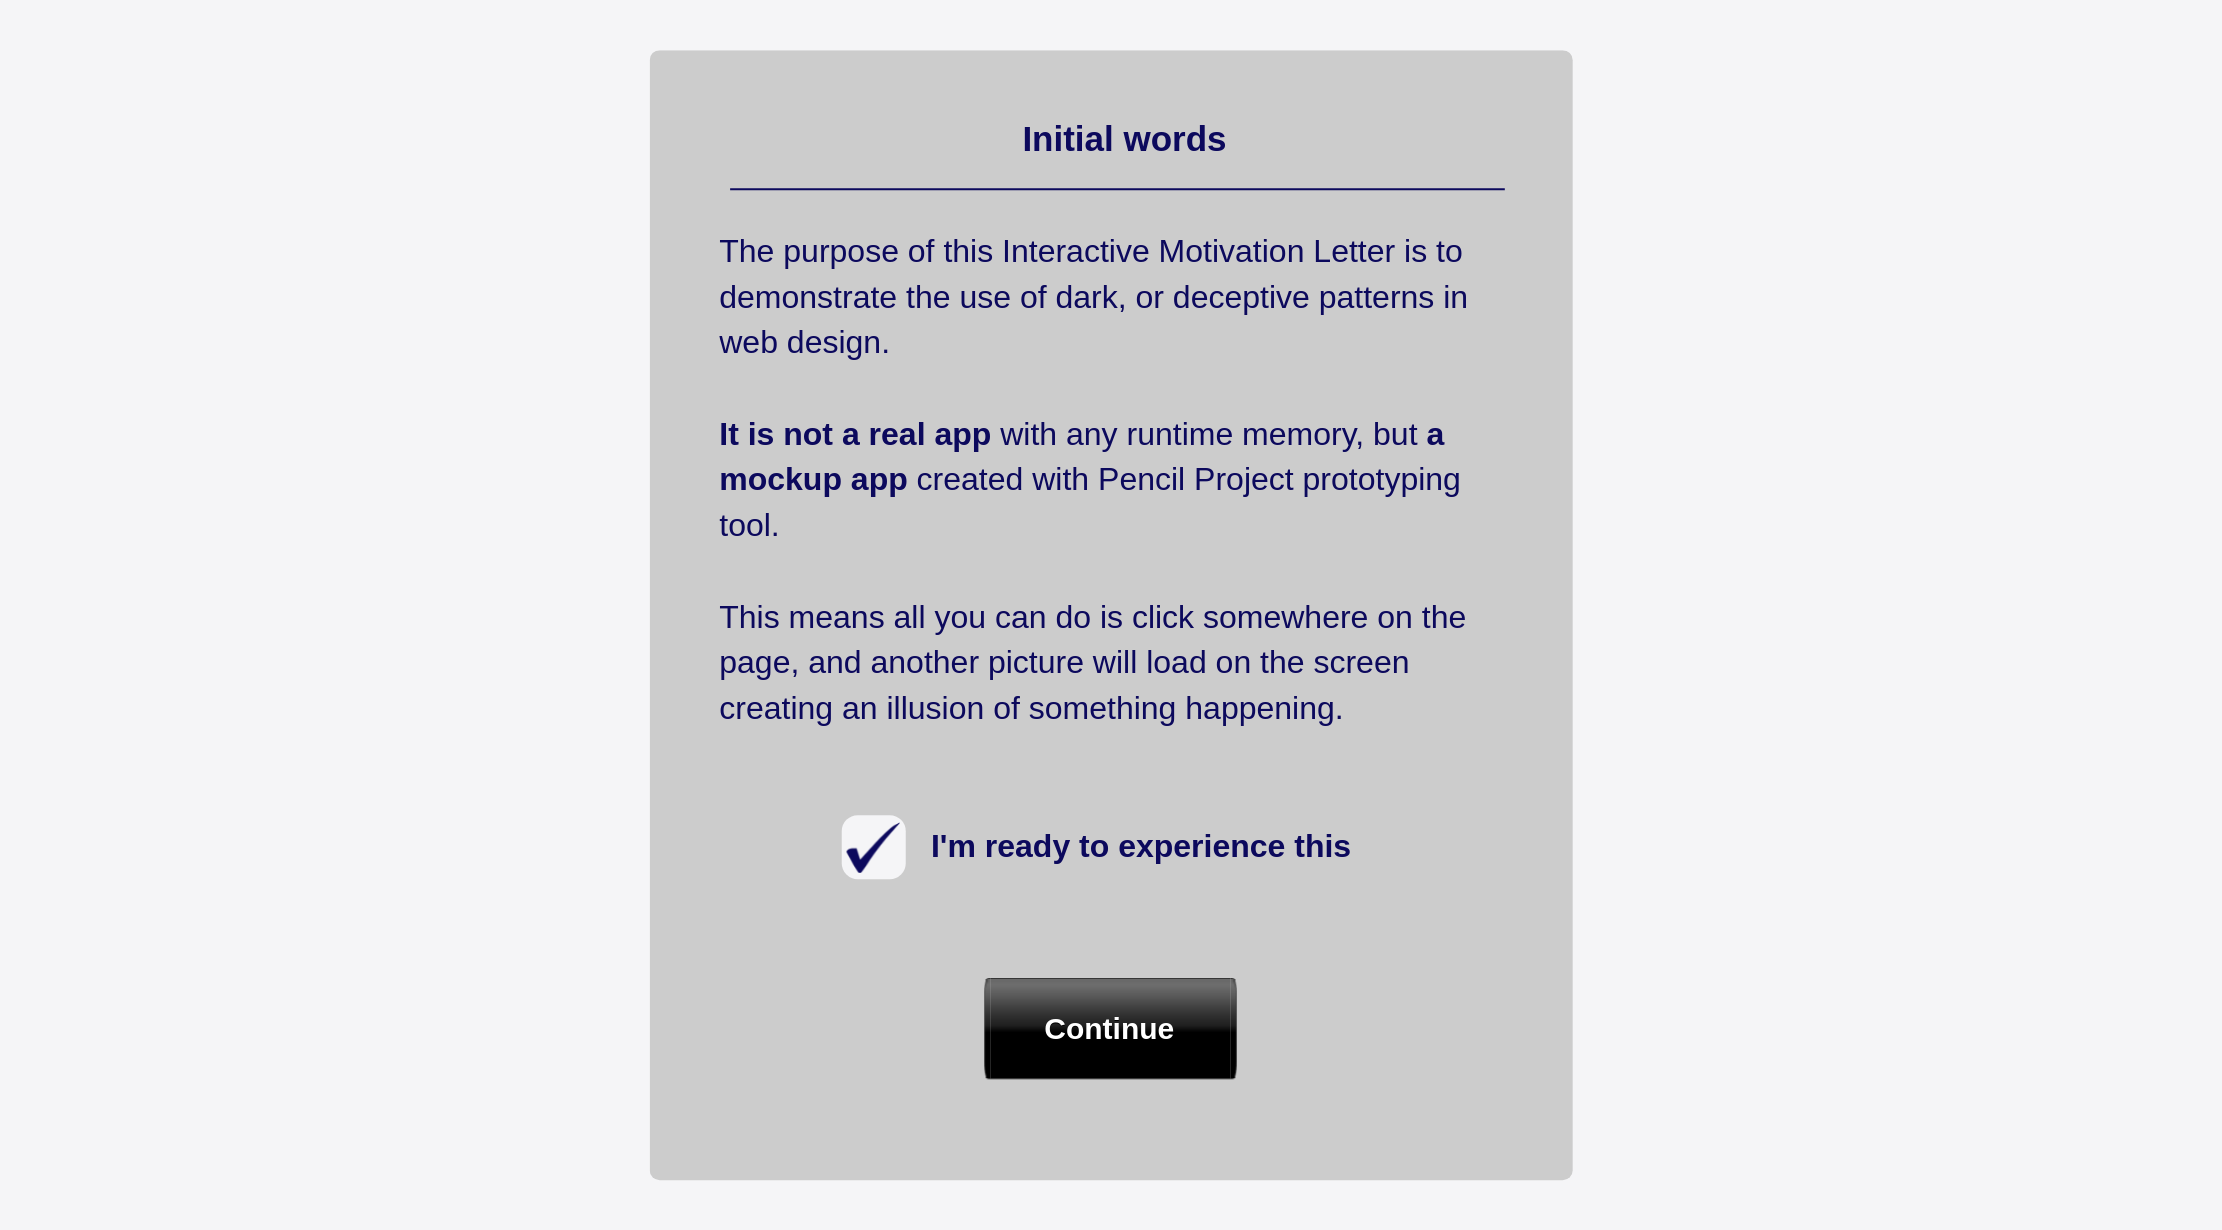 Initial words
The purpose of this Interactive Motivation Letter is to
demonstrate the use of dark, or deceptive patterns in
web design.
It is not a real app with any runtime memory, but a
mockup app created with Pencil Project prototyping
tool.
This means all you can do is click somewhere on the
page, and another picture will load on the screen
creating an illusion of something happening.
I'm ready to experience this
Continue